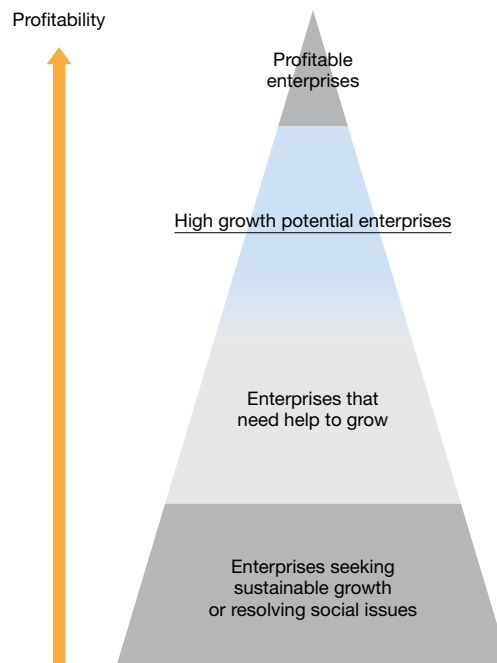 Profitability
Profitable
enterprises
High growth potential enterprises
Enterprises that
need help to grow
Enterprises seeking
sustainable growth
or resolving social issues